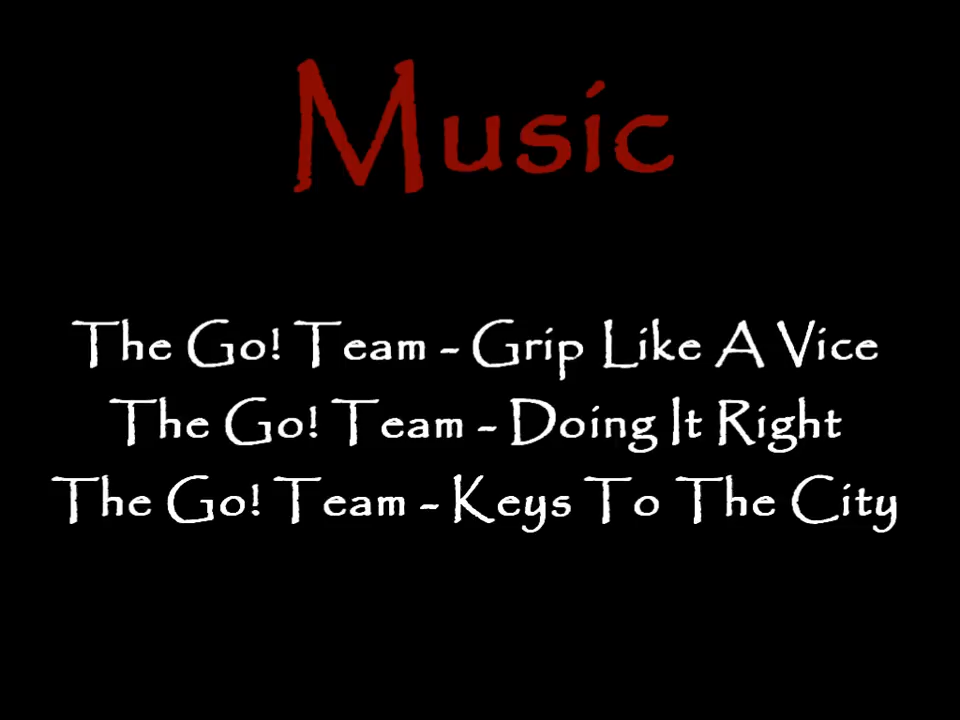 Music
The Go! Team - Grip Like A Vice
The Go! Team - Doing It Right
The Go! Team - Keys To The City